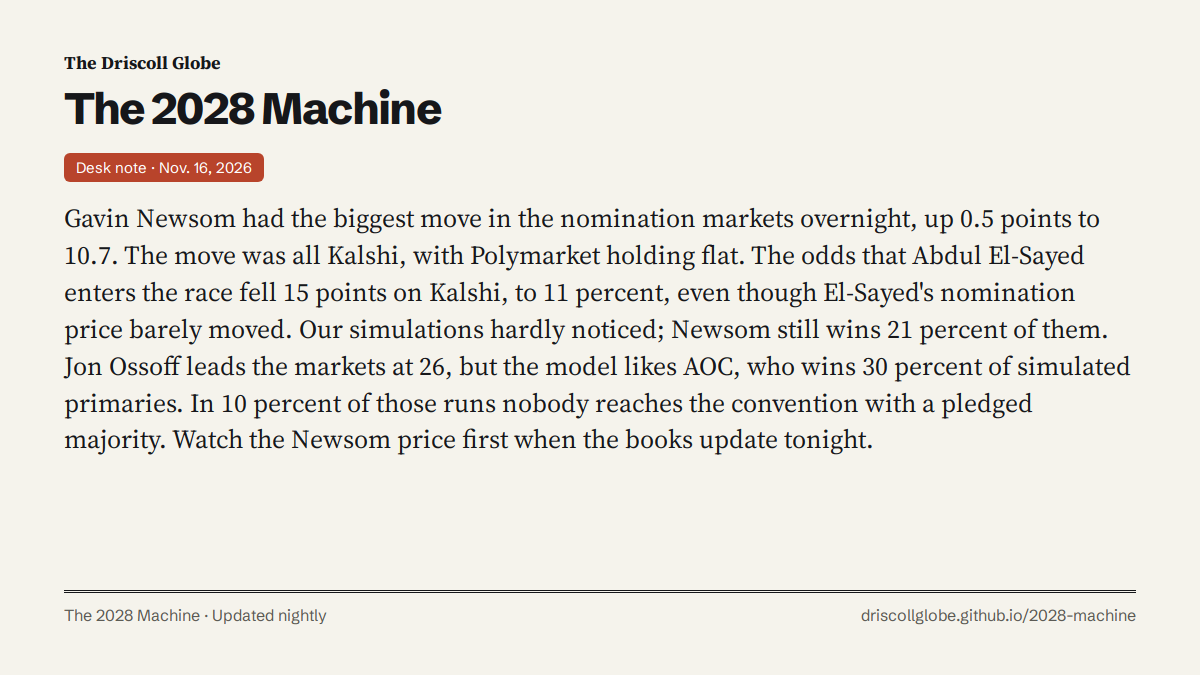 The Driscoll Globe
The 2028 Machine
Desk note · Nov. 16, 2026
Gavin Newsom had the biggest move in the nomination markets overnight, up 0.5 points to
10.7. The move was all Kalshi, with Polymarket holding flat. The odds that Abdul El-Sayed
enters the race fell 15 points on Kalshi, to 11 percent, even though El-Sayed's nomination
price barely moved. Our simulations hardly noticed; Newsom still wins 21 percent of them.
Jon Ossoff leads the markets at 26, but the model likes AOC, who wins 30 percent of simulated
primaries. In 10 percent of those runs nobody reaches the convention with a pledged
majority. Watch the Newsom price first when the books update tonight.
The 2028 Machine · Updated nightly
driscollglobe.github.io/2028-machine